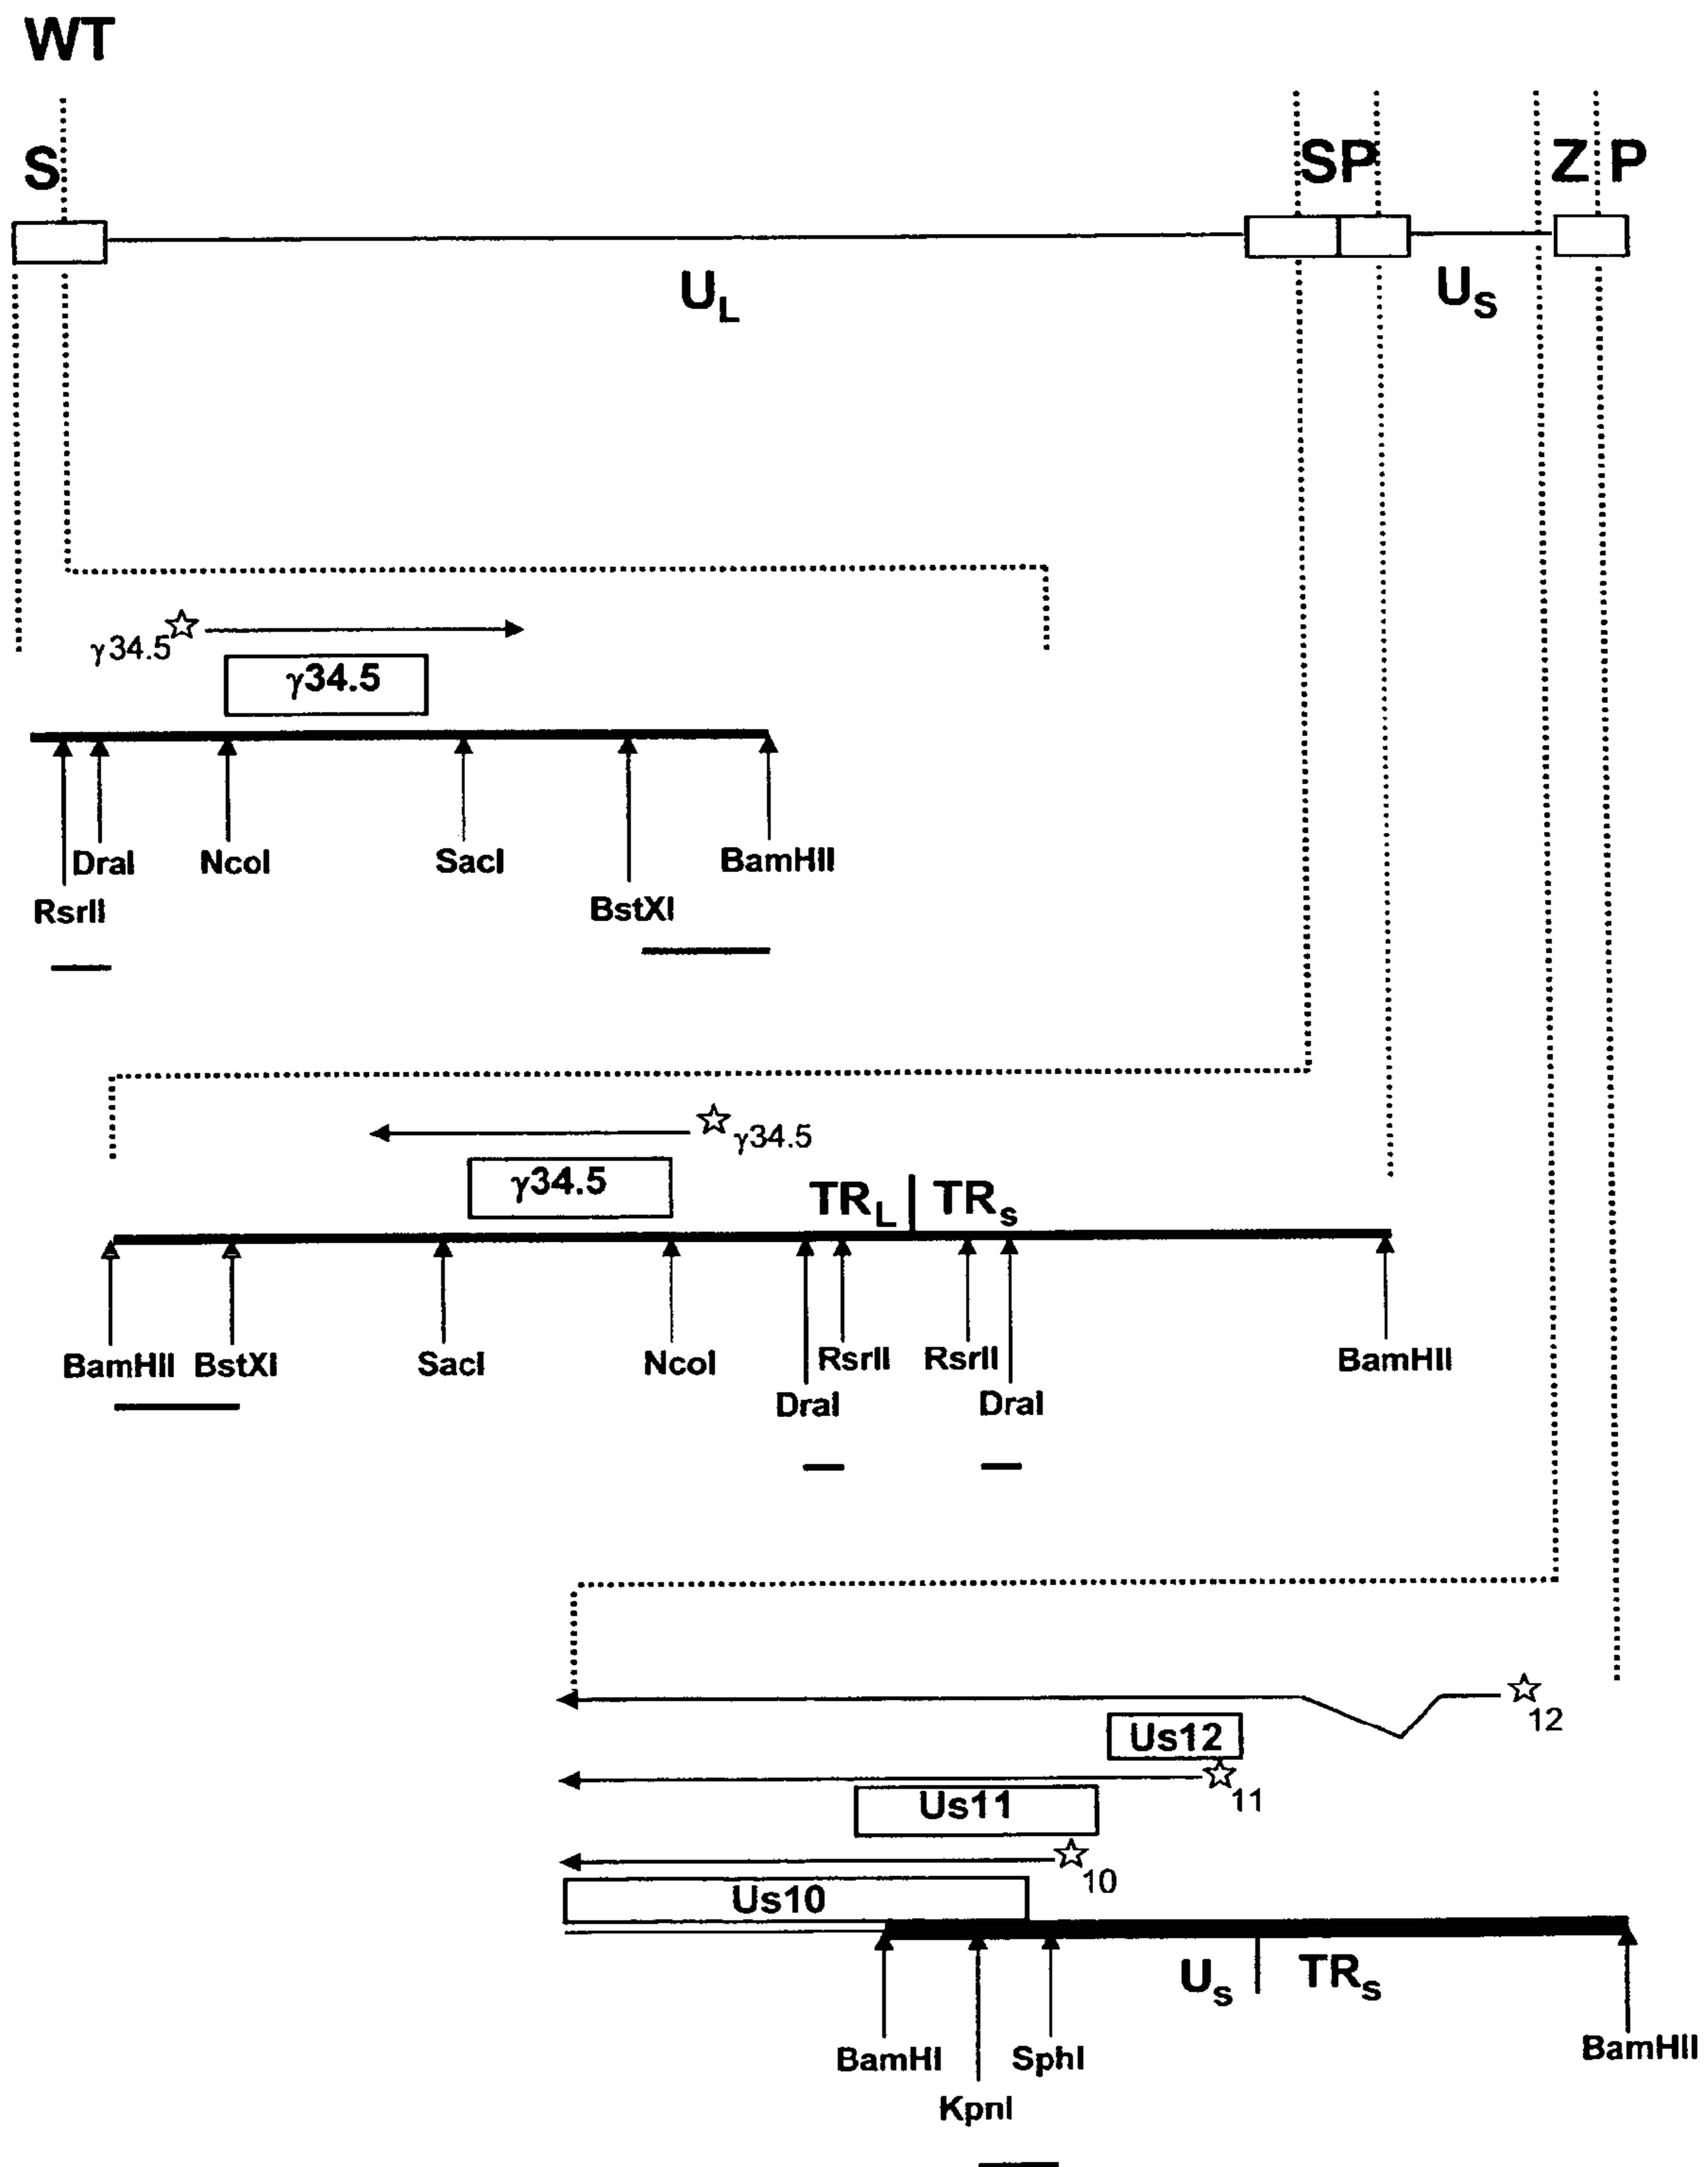 WT
S SP Z P
UL US
γ34.5
γ34.5
DraI NcoI SacI BamHII
RsrII BstXI
γ34.5
γ34.5 TRL TRs
BamHII BstXI SacI NcoI RsrII RsrII BamHII
DraI DraI
12
Us12
11
Us11
10
Us10
Us TRs
BamHI SphI BamHII
KpnI